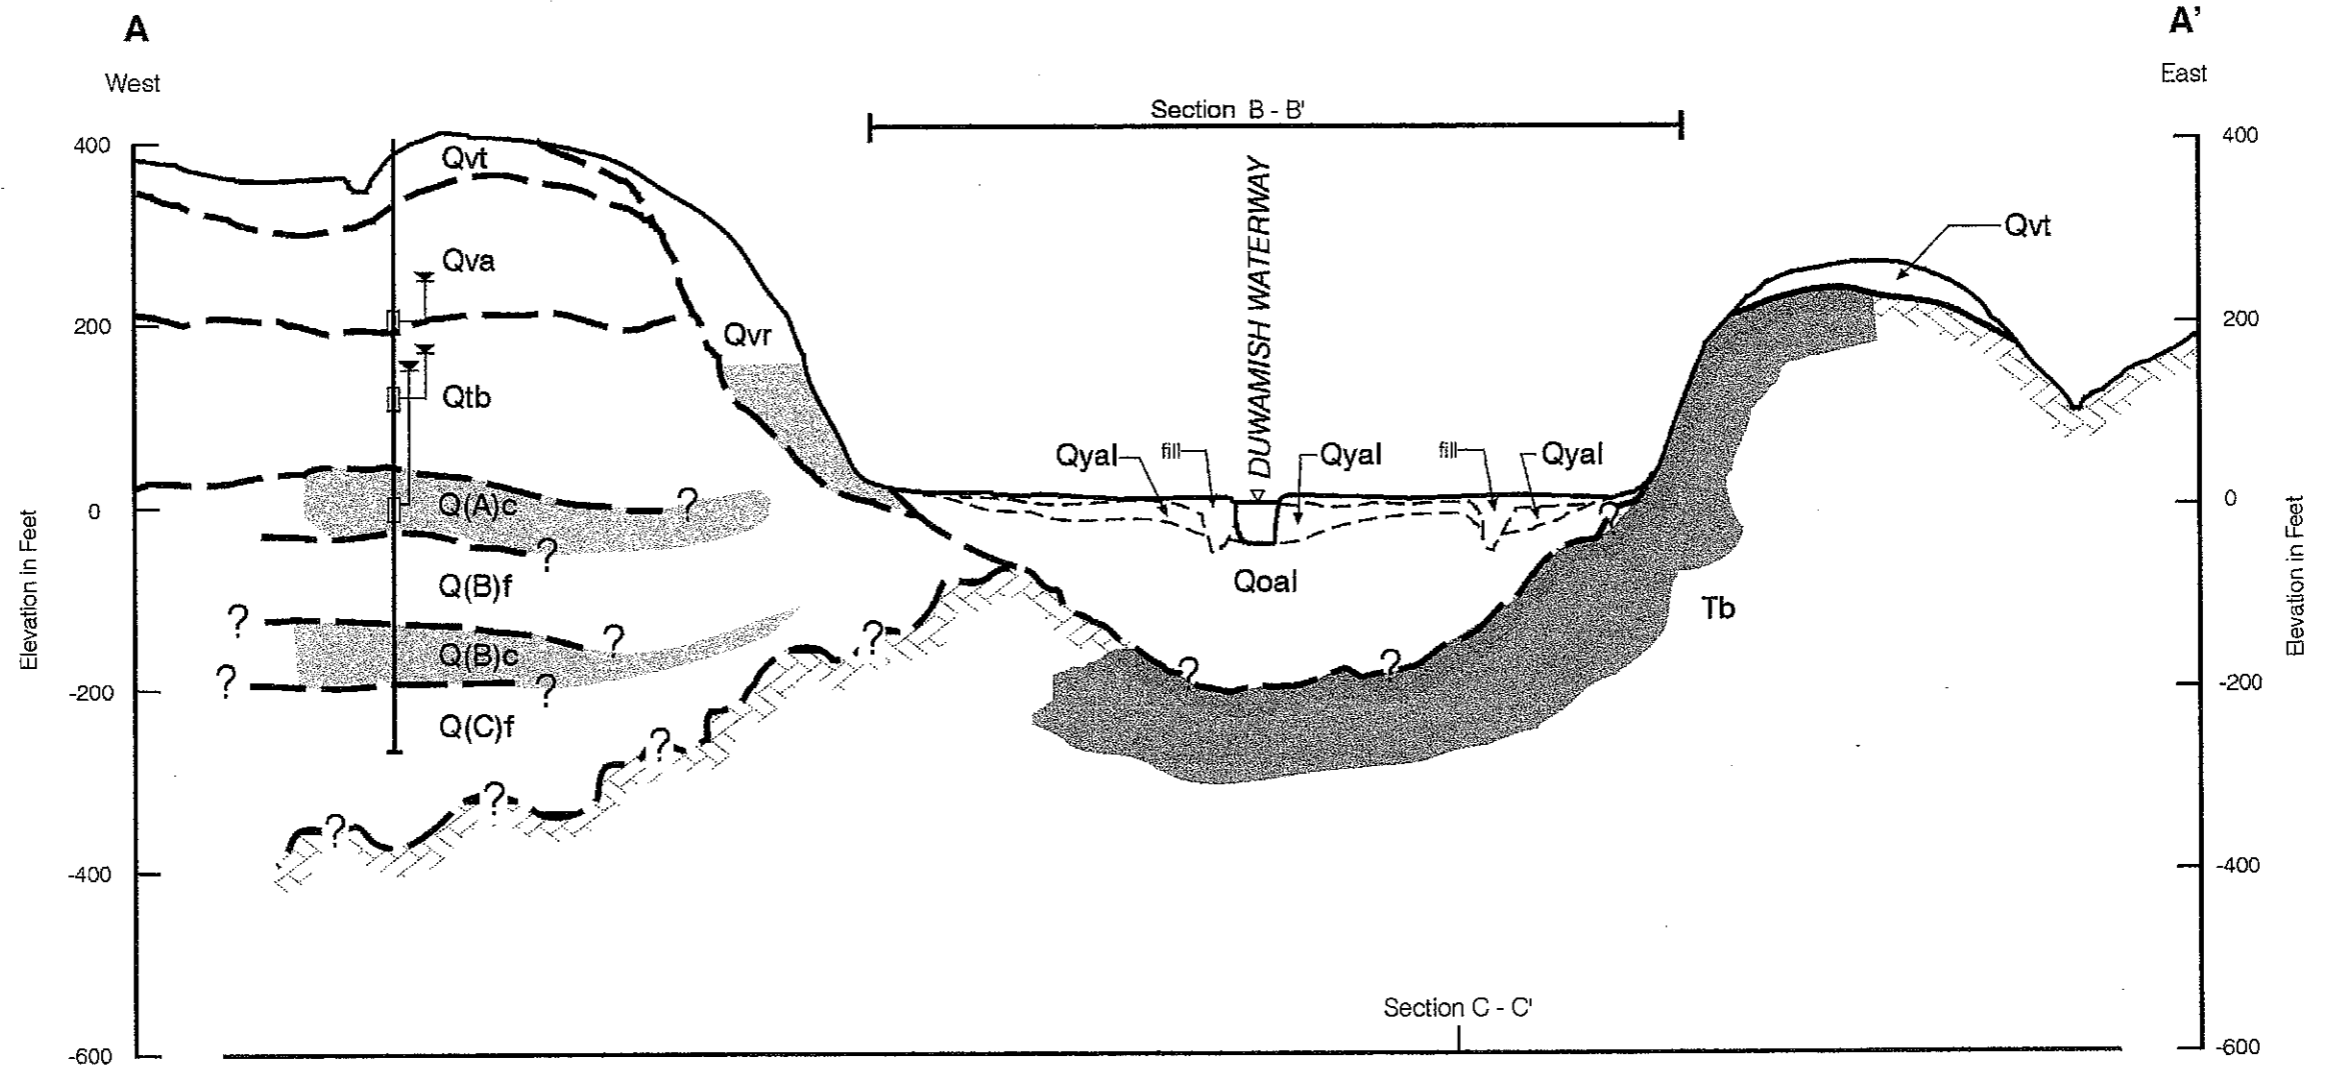 A
A'
West
East
Section B - B'
400
400
Qvt
DUWAMISH WATERWAY
Qvt
Qva
200
200
Qvr
Qtb
Qyal
fill
Qyal
fill
Qyal
Q(A)c
?
0
0
?
?
Elevation in Feet
Elevation in Feet
Q(B)f
Qoal
Tb
?
?
?
Q(B)c
?
?
?
?
-200
-200
Q(C)f
?
?
?
-400
-400
Section C - C'
-600
-600